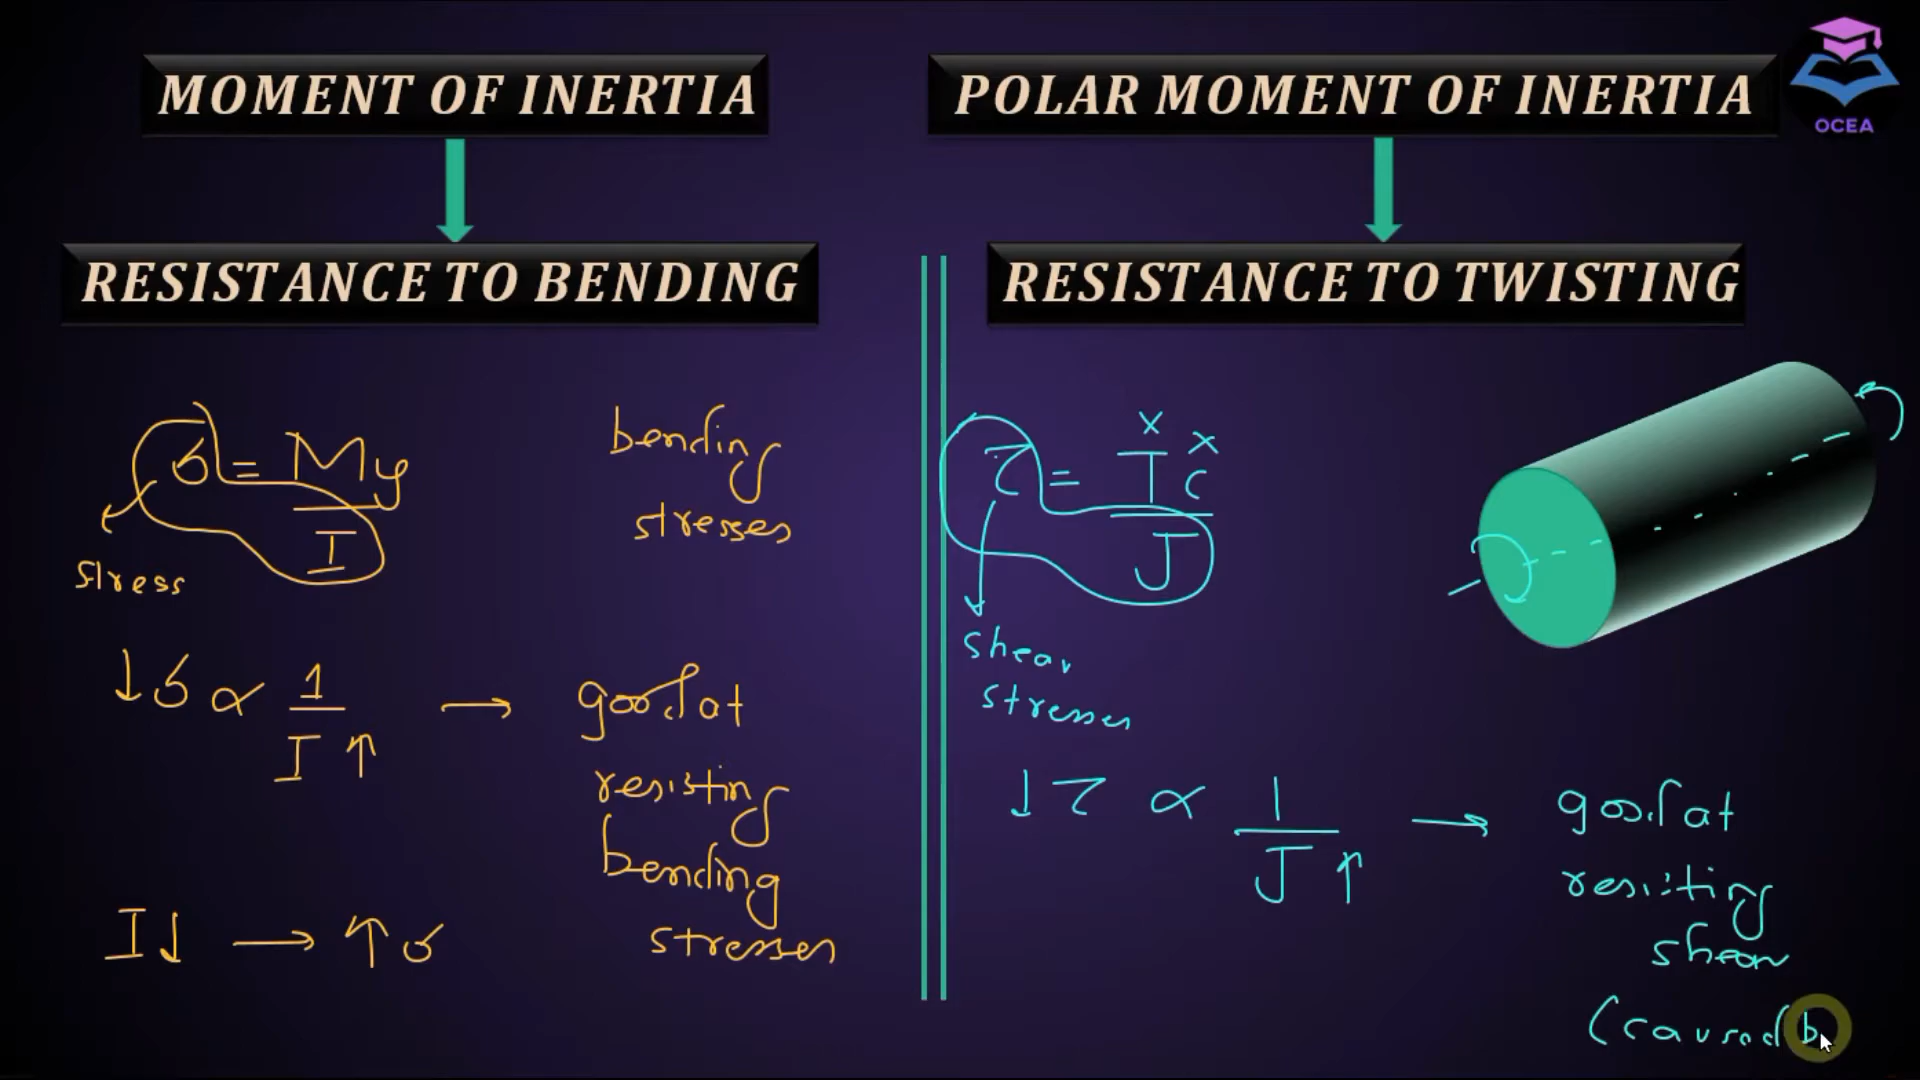 MOMENT OF INERTIA
RESISTANCE TO BENDING
σ = My
I
stress
bending
stresses
↓σ ∝ 1
I↑
→ good at
resisting
bending
stresses
I↓ → ↑σ
POLAR MOMENT OF INERTIA
OCEA
RESISTANCE TO TWISTING
x x
τ = Tc
J
shear
stresses
↓τ ∝ 1
J↑
→ good at
resisting
shear
(caused b